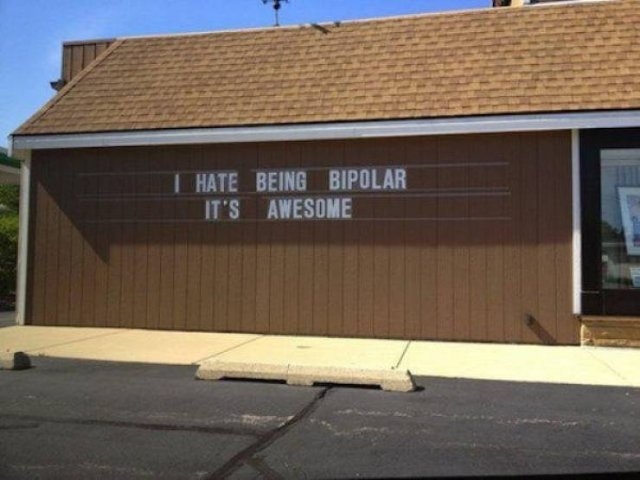 I HATE BEING BIPOLAR
IT'S AWESOME